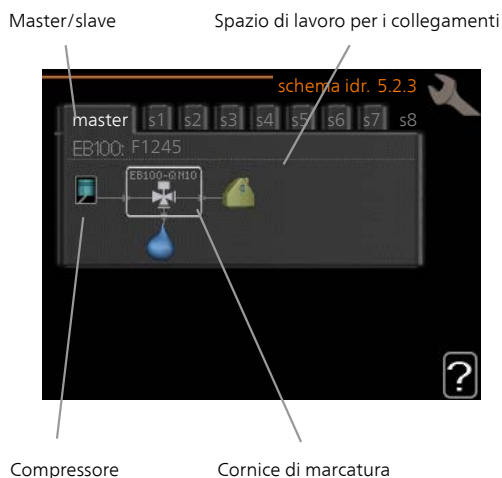 Master/slave Spazio di lavoro per i collegamenti
schema idr. 5.2.3
master s1 s2 s3 s4 s5 s6 s7 s8
EB100: F1245
EB100-QN10
?
Compressore Cornice di marcatura